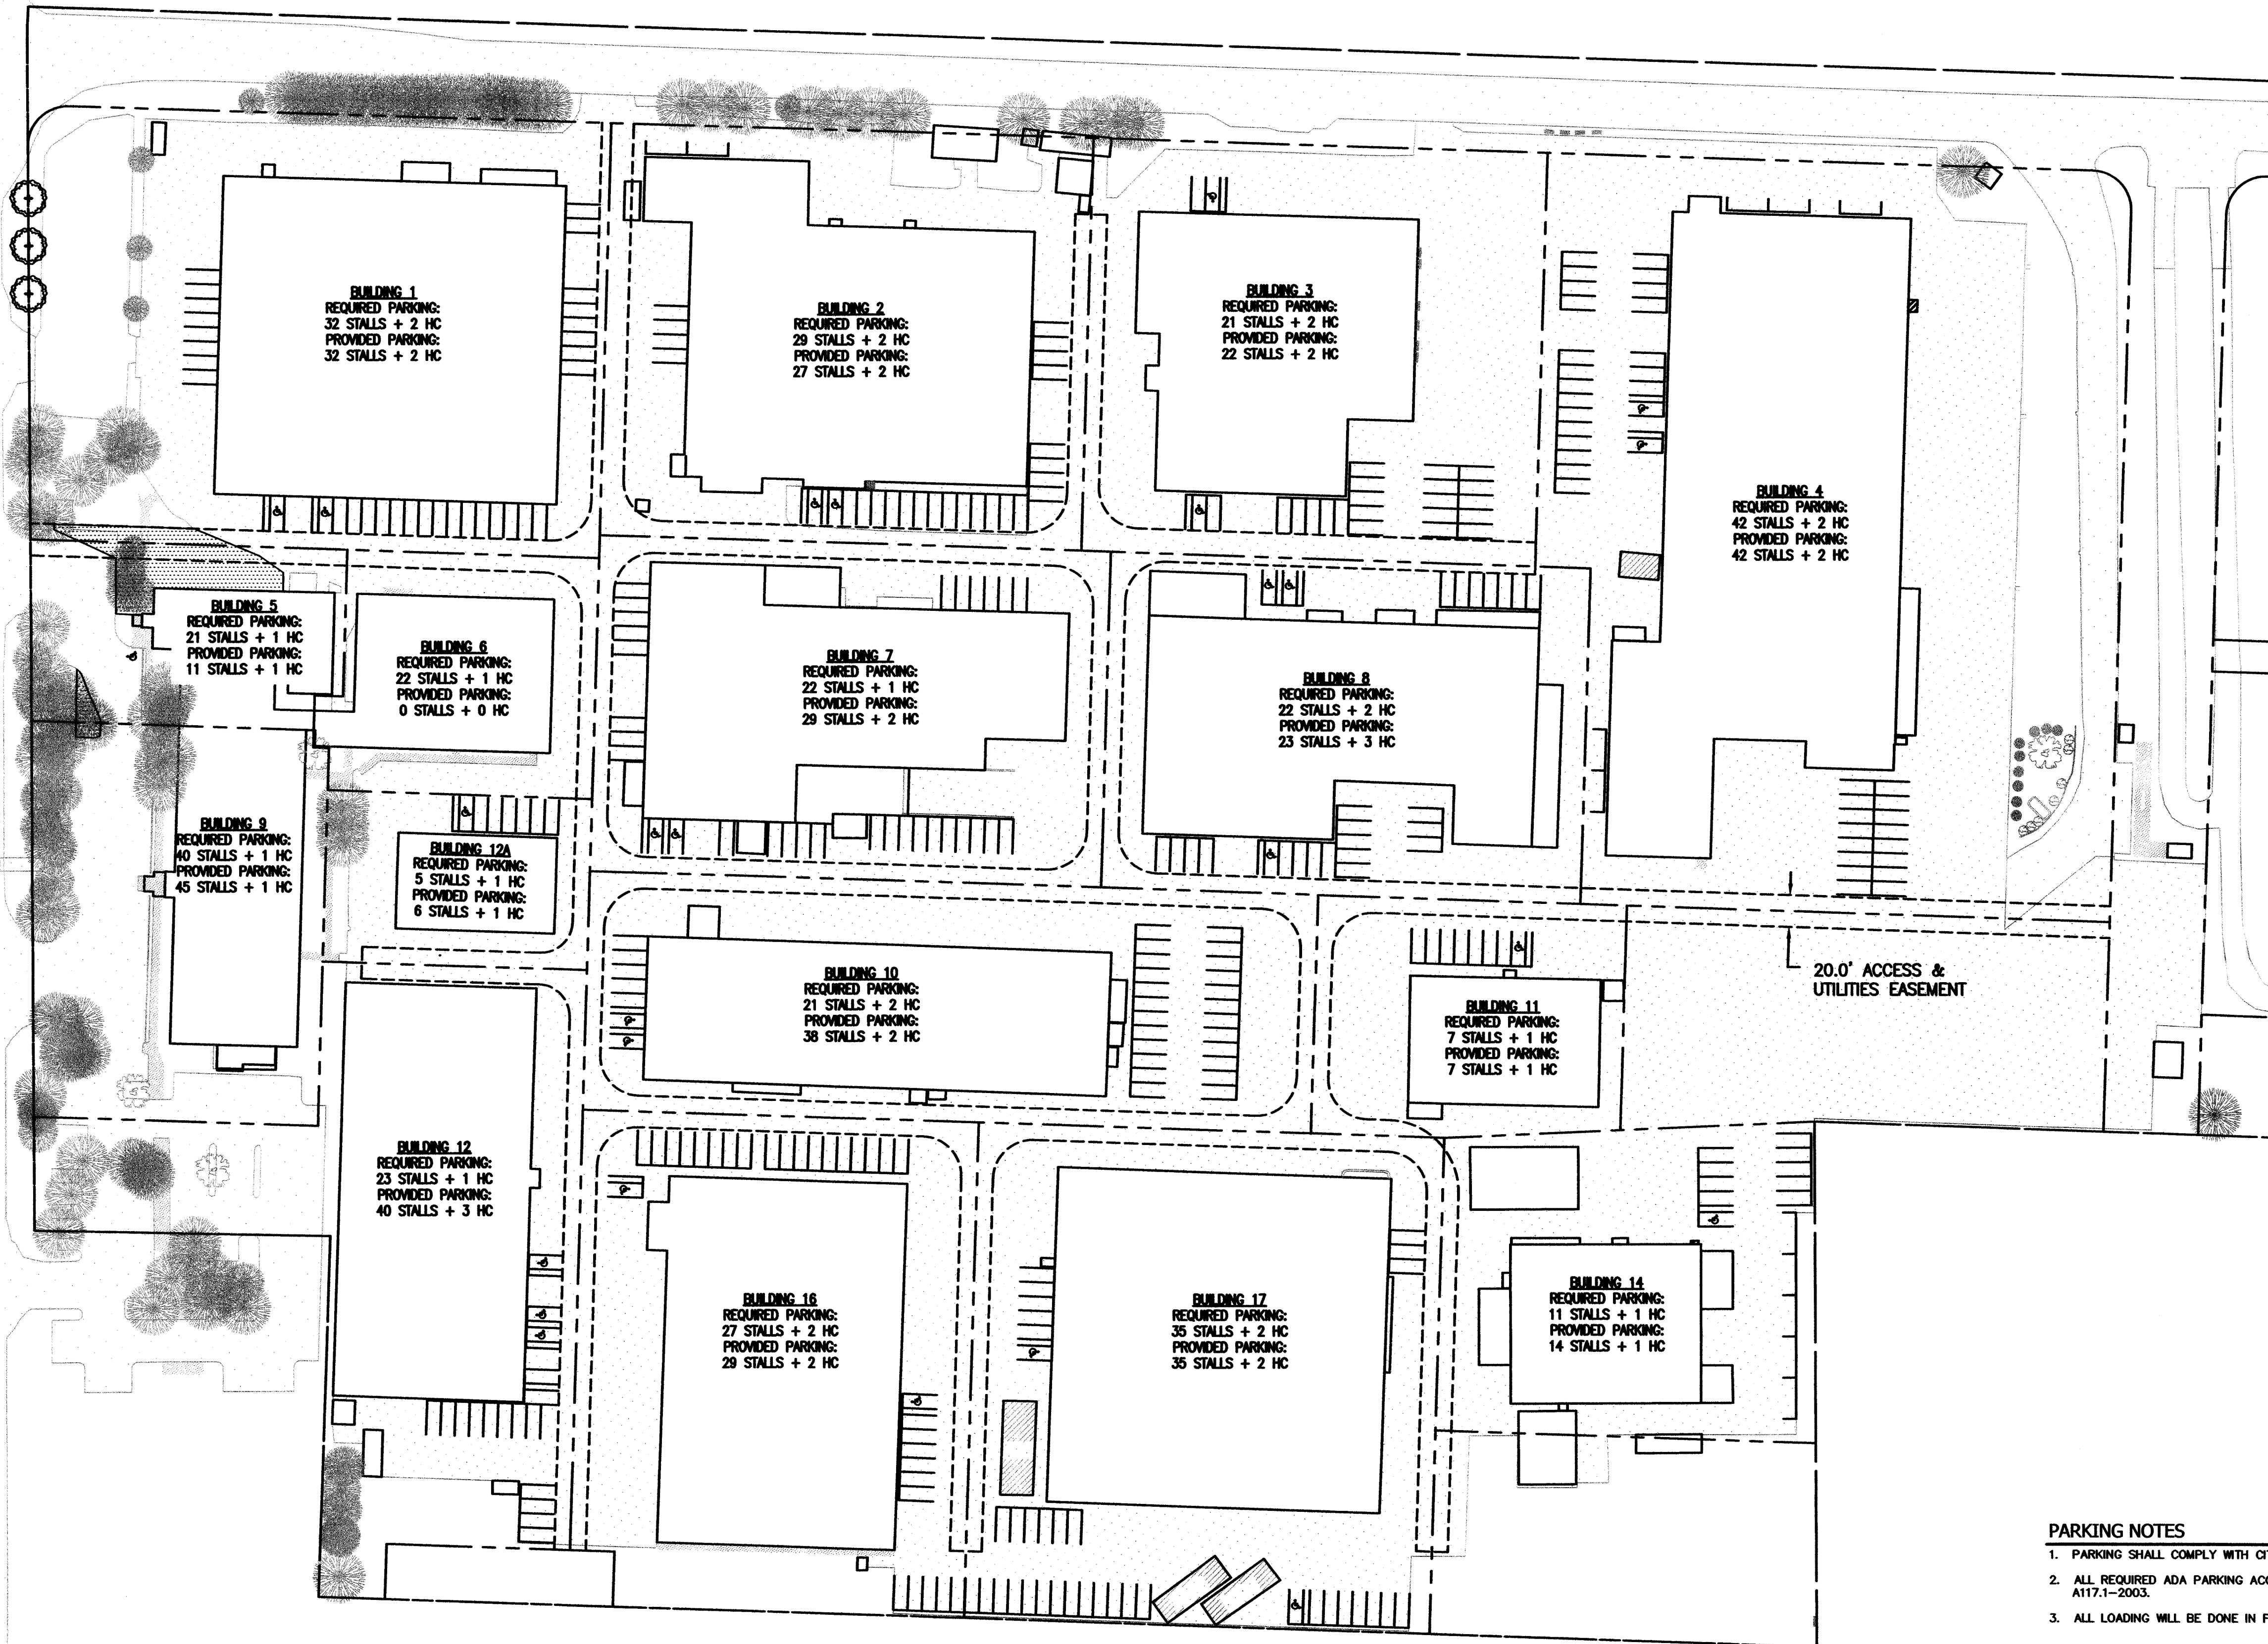 BUILDING 1
REQUIRED PARKING:
32 STALLS + 2 HC
PROVIDED PARKING:
32 STALLS + 2 HC
BUILDING 2
REQUIRED PARKING:
29 STALLS + 2 HC
PROVIDED PARKING:
27 STALLS + 2 HC
BUILDING 3
REQUIRED PARKING:
21 STALLS + 2 HC
PROVIDED PARKING:
22 STALLS + 2 HC
BUILDING 4
REQUIRED PARKING:
42 STALLS + 2 HC
PROVIDED PARKING:
42 STALLS + 2 HC
BUILDING 5
REQUIRED PARKING:
21 STALLS + 1 HC
PROVIDED PARKING:
11 STALLS + 1 HC
BUILDING 6
REQUIRED PARKING:
22 STALLS + 1 HC
PROVIDED PARKING:
0 STALLS + 0 HC
BUILDING 7
REQUIRED PARKING:
22 STALLS + 1 HC
PROVIDED PARKING:
29 STALLS + 2 HC
BUILDING 8
REQUIRED PARKING:
22 STALLS + 2 HC
PROVIDED PARKING:
23 STALLS + 3 HC
BUILDING 9
REQUIRED PARKING:
40 STALLS + 1 HC
PROVIDED PARKING:
45 STALLS + 1 HC
BUILDING 12A
REQUIRED PARKING:
5 STALLS + 1 HC
PROVIDED PARKING:
6 STALLS + 1 HC
BUILDING 10
REQUIRED PARKING:
21 STALLS + 2 HC
PROVIDED PARKING:
38 STALLS + 2 HC
BUILDING 11
REQUIRED PARKING:
7 STALLS + 1 HC
PROVIDED PARKING:
7 STALLS + 1 HC
20.0' ACCESS &
UTILITIES EASEMENT
BUILDING 12
REQUIRED PARKING:
23 STALLS + 1 HC
PROVIDED PARKING:
40 STALLS + 3 HC
BUILDING 16
REQUIRED PARKING:
27 STALLS + 2 HC
PROVIDED PARKING:
29 STALLS + 2 HC
BUILDING 17
REQUIRED PARKING:
35 STALLS + 2 HC
PROVIDED PARKING:
35 STALLS + 2 HC
BUILDING 14
REQUIRED PARKING:
11 STALLS + 1 HC
PROVIDED PARKING:
14 STALLS + 1 HC
PARKING NOTES
1. PARKING SHALL COMPLY WITH
2. ALL REQUIRED ADA PARKING
A117.1-2003.
3. ALL LOADING WILL BE DONE IN